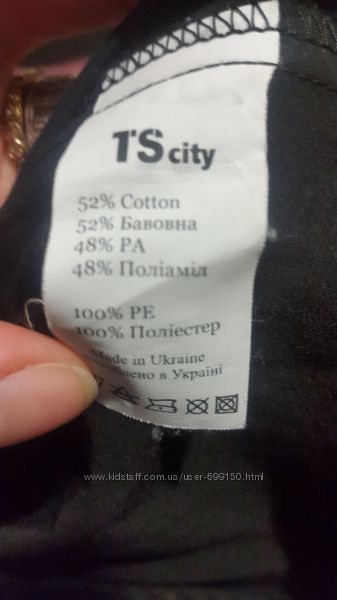 TS city
52% Cotton
52% Бавовна
48% PA
48% Поліамід
100% PE
100% Поліестер
Made in Ukraine
в Україні
www.kidstaff.com.ua/user-699150.html